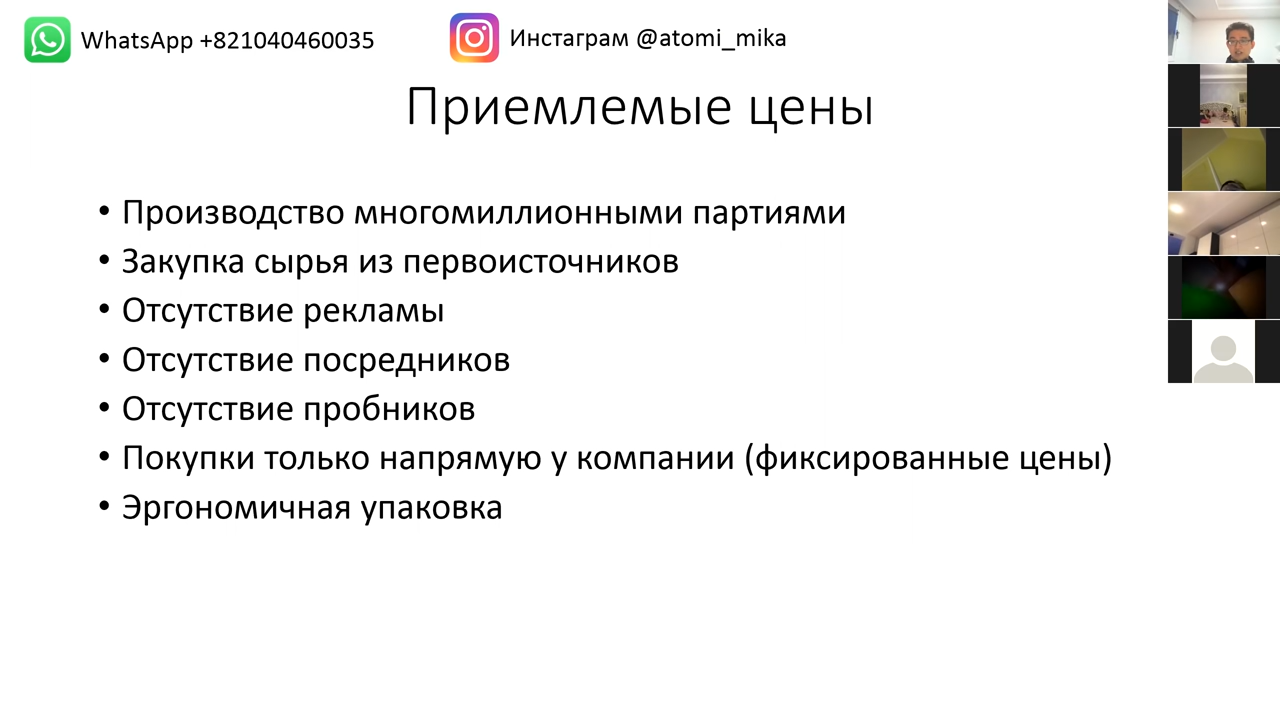 WhatsApp +821040460035
Инстаграм @atomi_mika
Приемлемые цены
• Производство многомиллионными партиями
• Закупка сырья из первоисточников
• Отсутствие рекламы
• Отсутствие посредников
• Отсутствие пробников
• Покупки только напрямую у компании (фиксированные цены)
• Эргономичная упаковка